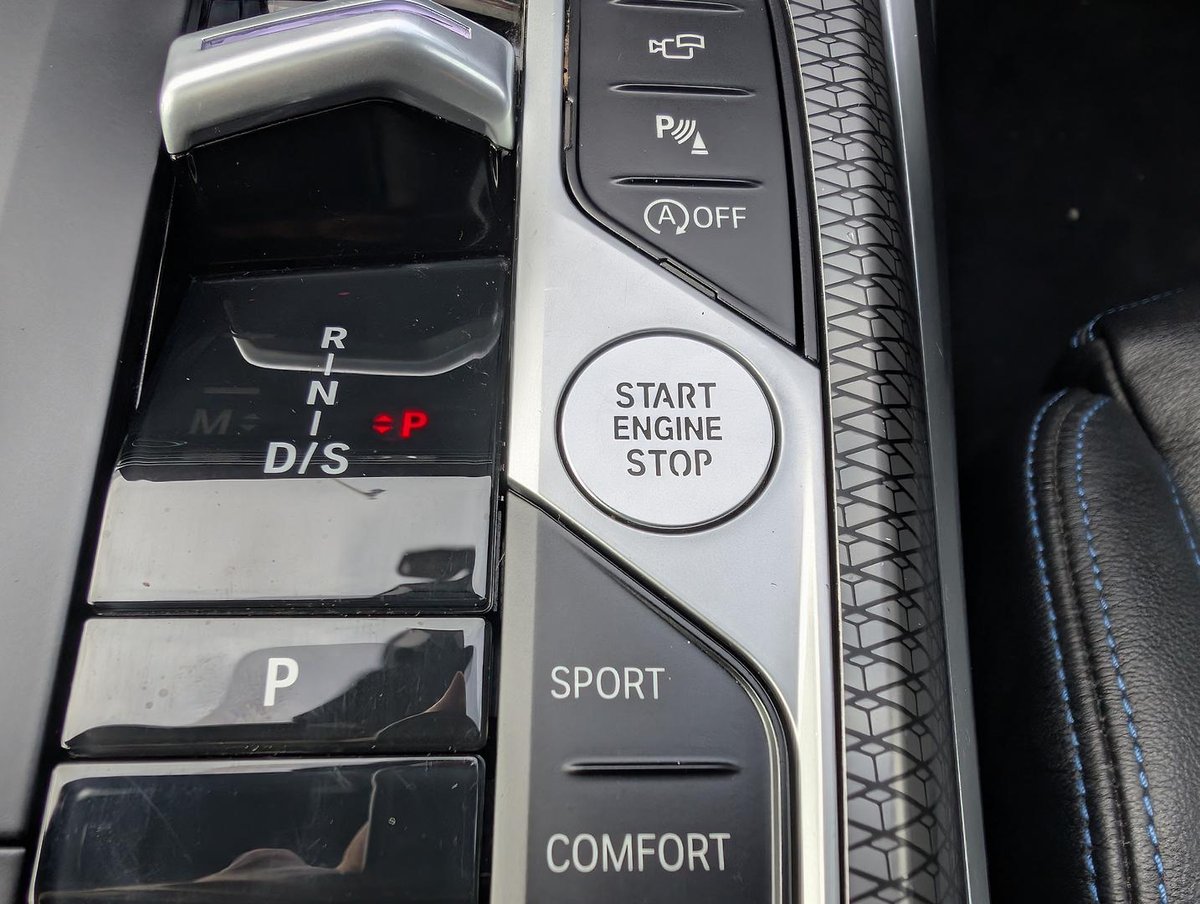 P
A OFF
R
N
D/S
M
P
START
ENGINE
STOP
P
SPORT
COMFORT